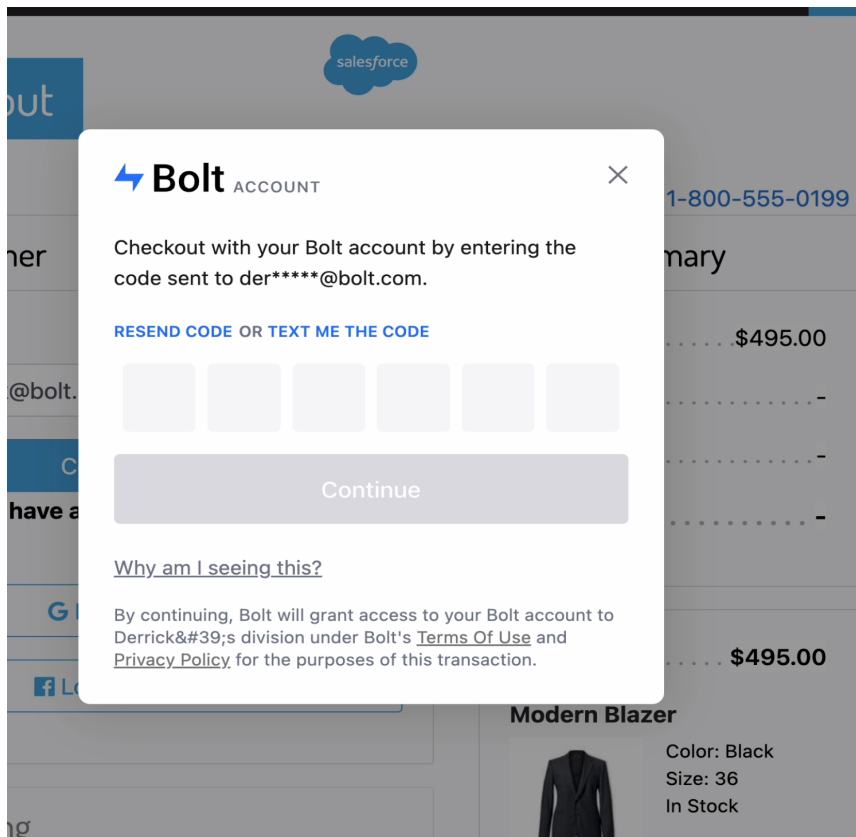 out
salesforce
Bolt ACCOUNT
1-800-555-0199
ner
mary
Checkout with your Bolt account by entering the
code sent to der*****@bolt.com.
RESEND CODE OR TEXT ME THE CODE
. . . . . .$495.00
@bolt.
. . . . . . . . . . . . .-
C
. . . . . . . . . . . . .-
Continue
have a
. . . . . . . . . . -
Why am I seeing this?
G
By continuing, Bolt will grant access to your Bolt account to
Derrick&#39;s division under Bolt's Terms Of Use and
Privacy Policy for the purposes of this transaction.
. . . . . $495.00
f Lo
Modern Blazer
Color: Black
Size: 36
In Stock
ng